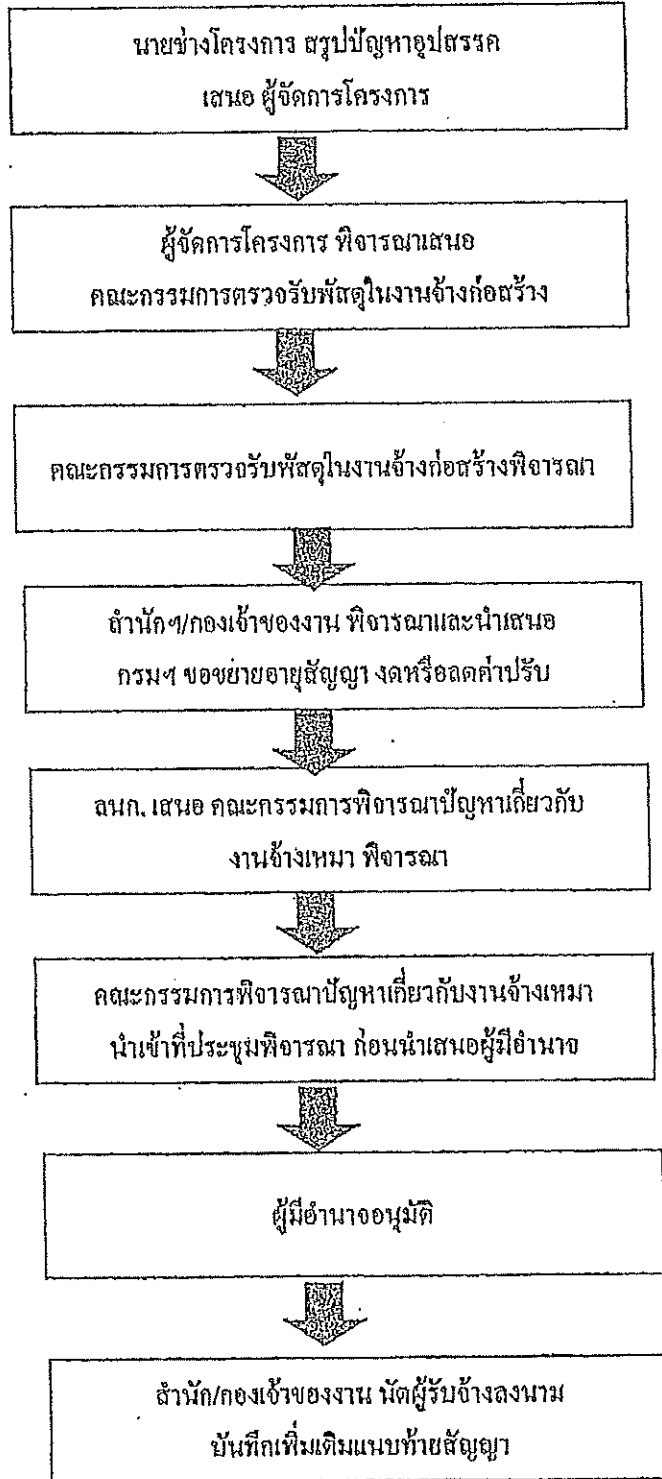 นายช่างโครงการ สรุปปัญหาอุปสรรค
เสนอ ผู้จัดการโครงการ
ผู้จัดการโครงการ พิจารณาเสนอ
คณะกรรมการตรวจรับพัสดุในงานจ้างก่อสร้าง
คณะกรรมการตรวจรับพัสดุในงานจ้างก่อสร้างพิจารณา
สำนักฯ/กองเจ้าของงาน พิจารณาและนำเสนอ
กรมฯ ขอขยายอายุสัญญา งดหรือลดค่าปรับ
ลนก. เสนอ คณะกรรมการพิจารณาปัญหาเกี่ยวกับ
งานจ้างเหมา พิจารณา
คณะกรรมการพิจารณาปัญหาเกี่ยวกับงานจ้างเหมา
นำเข้าที่ประชุมพิจารณา ก่อนนำเสนอผู้มีอำนาจ
ผู้มีอำนาจอนุมัติ
สำนัก/กองเจ้าของงาน นัดผู้รับจ้างลงนาม
บันทึกเพิ่มเติมแนบท้ายสัญญา